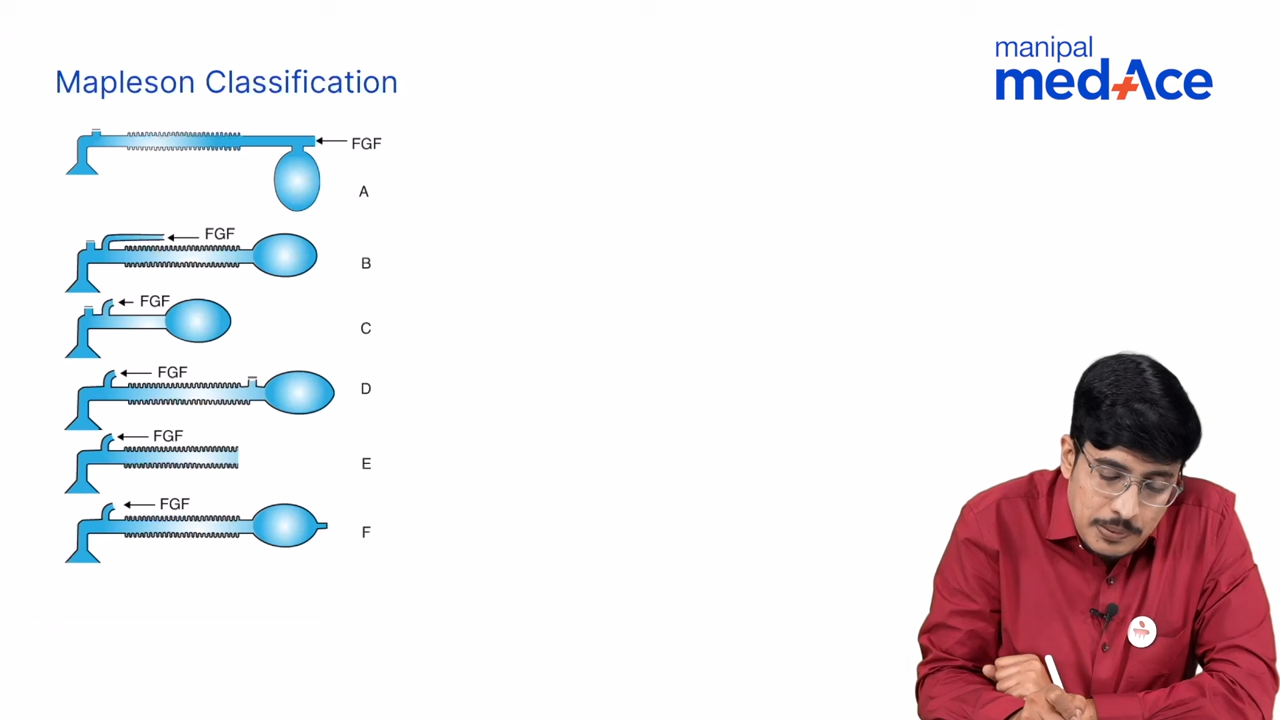 manipal
medAce
Mapleson Classification
FGF
A
FGF
B
FGF
C
FGF
D
FGF
E
FGF
F